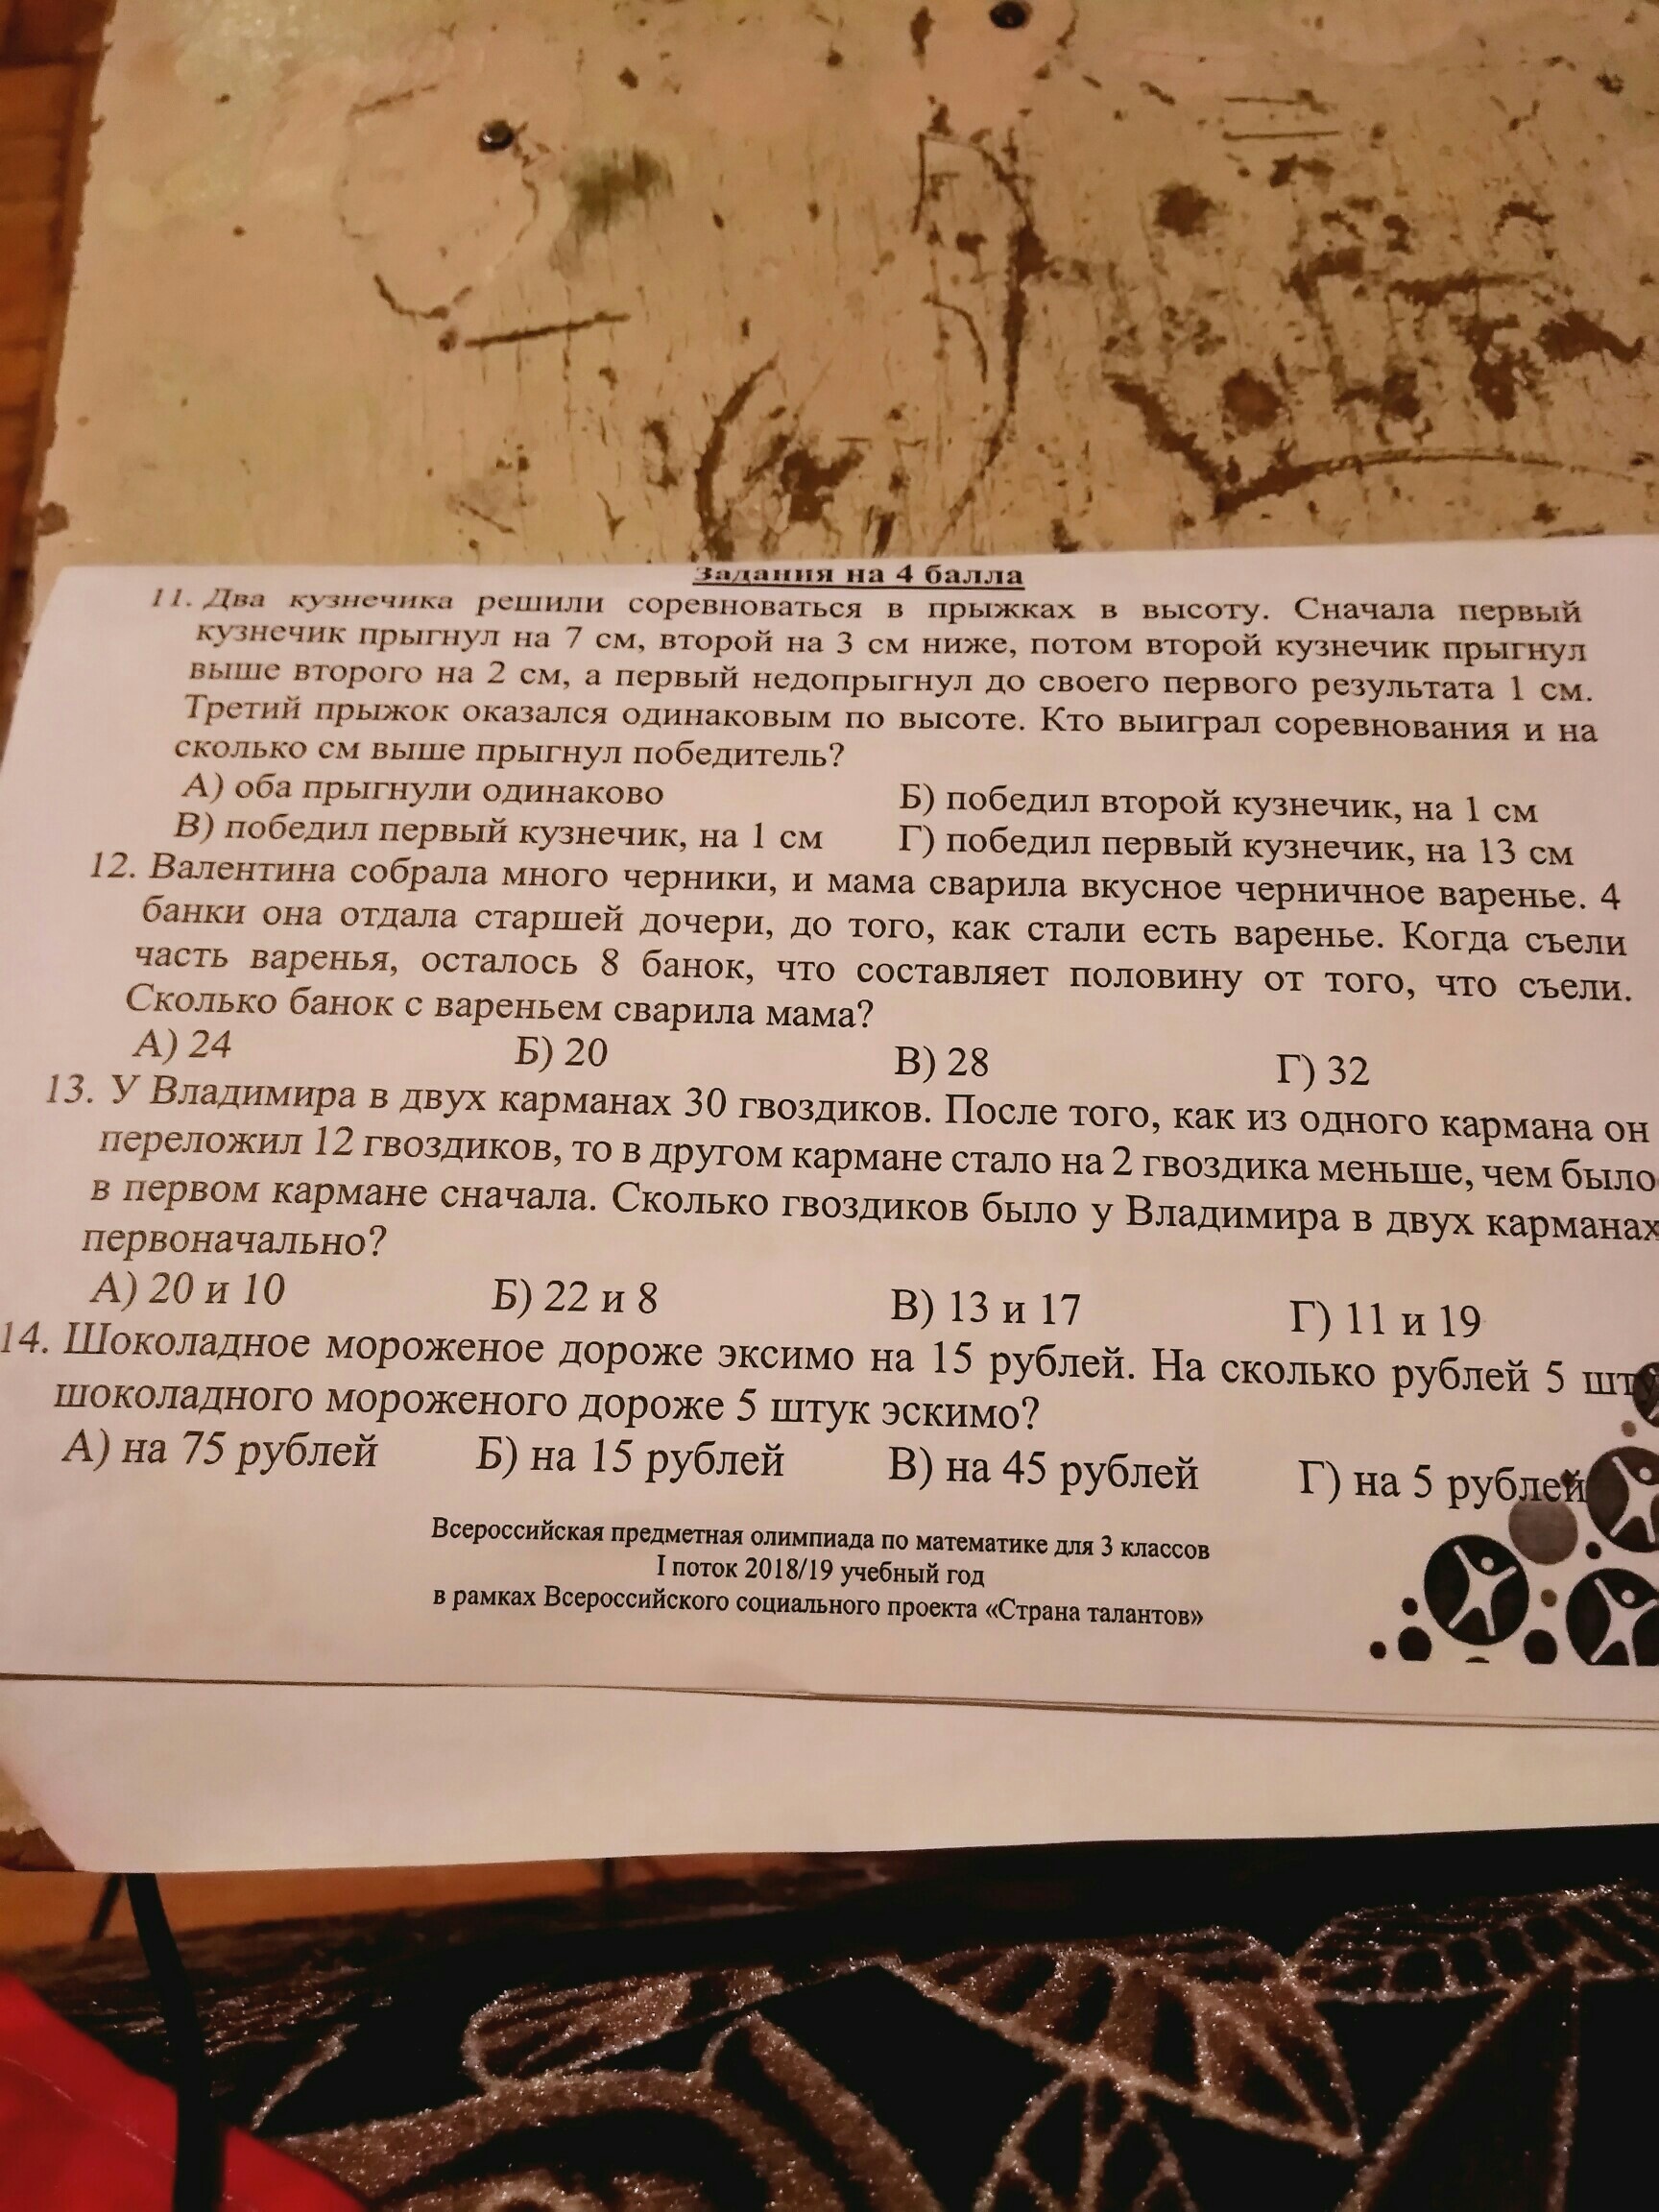 Задания на 4 балла
11. Два кузнечика решили соревноваться в прыжках в высоту. Сначала первый
кузнечик прыгнул на 7 см, второй на 3 см ниже, потом второй кузнечик прыгнул
выше второго на 2 см, а первый недопрыгнул до своего первого результата 1 см.
Третий прыжок оказался одинаковым по высоте. Кто выиграл соревнования и на
сколько см выше прыгнул победитель?
А) оба прыгнули одинаково Б) победил второй кузнечик, на 1 см
В) победил первый кузнечик, на 1 см Г) победил первый кузнечик, на 13 см
12. Валентина собрала много черники, и мама сварила вкусное черничное варенье. 4
банки она отдала старшей дочери, до того, как стали есть варенье. Когда съели
часть варенья, осталось 8 банок, что составляет половину от того, что съели.
Сколько банок с вареньем сварила мама?
А) 24 Б) 20 В) 28 Г) 32
13. У Владимира в двух карманах 30 гвоздиков. После того, как из одного кармана он
переложил 12 гвоздиков, то в другом кармане стало на 2 гвоздика меньше, чем было
в первом кармане сначала. Сколько гвоздиков было у Владимира в двух карманах
первоначально?
А) 20 и 10 Б) 22 и 8 В) 13 и 17 Г) 11 и 19
14. Шоколадное мороженое дороже эксимо на 15 рублей. На сколько рублей 5
шоколадного мороженого дороже 5 штук эскимо?
А) на 75 рублей Б) на 15 рублей В) на 45 рублей Г) на 5 рублей
Всероссийская предметная олимпиада по математике для 3 классов
I поток 2018/19 учебный год
в рамках Всероссийского социального проекта «Страна талантов»